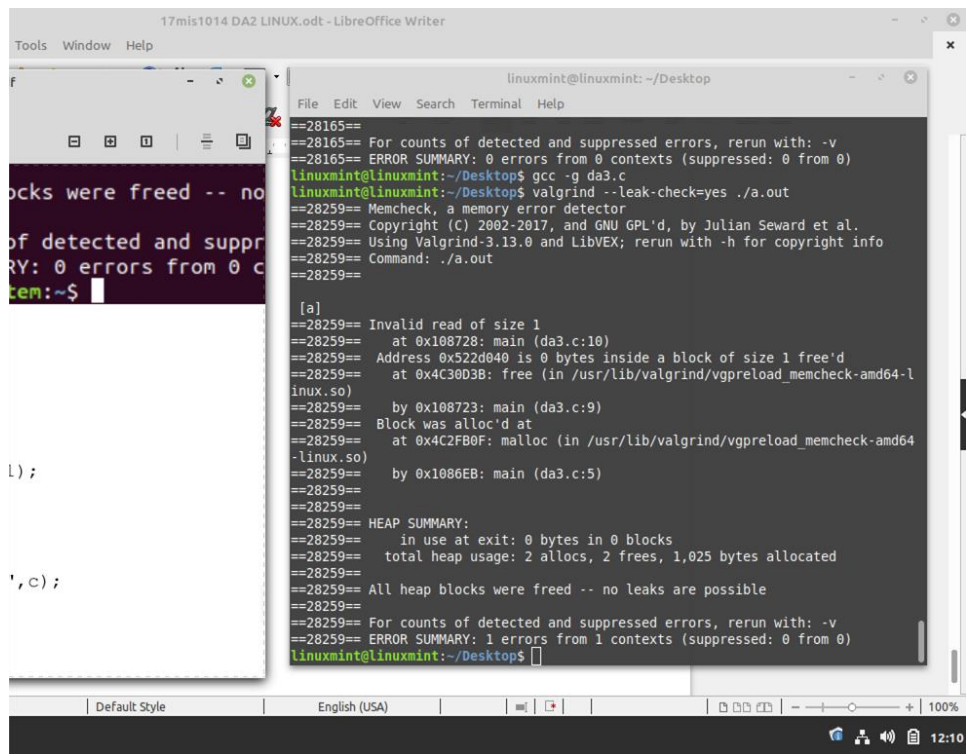 17mis1014 DA2 LINUX.odt - LibreOffice Writer
Tools Window Help
ocks were freed -- no
of detected and suppr
RY: 0 errors from 0 c
tem:~$
l);
',c);
linuxmint@linuxmint: ~/Desktop
File Edit View Search Terminal Help
==28165==
==28165== For counts of detected and suppressed errors, rerun with: -v
==28165== ERROR SUMMARY: 0 errors from 0 contexts (suppressed: 0 from 0)
linuxmint@linuxmint:~/Desktop$ gcc -g da3.c
linuxmint@linuxmint:~/Desktop$ valgrind --leak-check=yes ./a.out
==28259== Memcheck, a memory error detector
==28259== Copyright (C) 2002-2017, and GNU GPL'd, by Julian Seward et al.
==28259== Using Valgrind-3.13.0 and LibVEX; rerun with -h for copyright info
==28259== Command: ./a.out
==28259==
[a]
==28259== Invalid read of size 1
==28259==    at 0x108728: main (da3.c:10)
==28259==  Address 0x522d040 is 0 bytes inside a block of size 1 free'd
==28259==    at 0x4C30D3B: free (in /usr/lib/valgrind/vgpreload_memcheck-amd64-l
inux.so)
==28259==    by 0x108723: main (da3.c:9)
==28259==  Block was alloc'd at
==28259==    at 0x4C2FB0F: malloc (in /usr/lib/valgrind/vgpreload_memcheck-amd64
-linux.so)
==28259==    by 0x1086EB: main (da3.c:5)
==28259==
==28259==
==28259== HEAP SUMMARY:
==28259==     in use at exit: 0 bytes in 0 blocks
==28259==   total heap usage: 2 allocs, 2 frees, 1,025 bytes allocated
==28259==
==28259== All heap blocks were freed -- no leaks are possible
==28259==
==28259== For counts of detected and suppressed errors, rerun with: -v
==28259== ERROR SUMMARY: 1 errors from 1 contexts (suppressed: 0 from 0)
linuxmint@linuxmint:~/Desktop$
Default Style English (USA) 100%
12:10